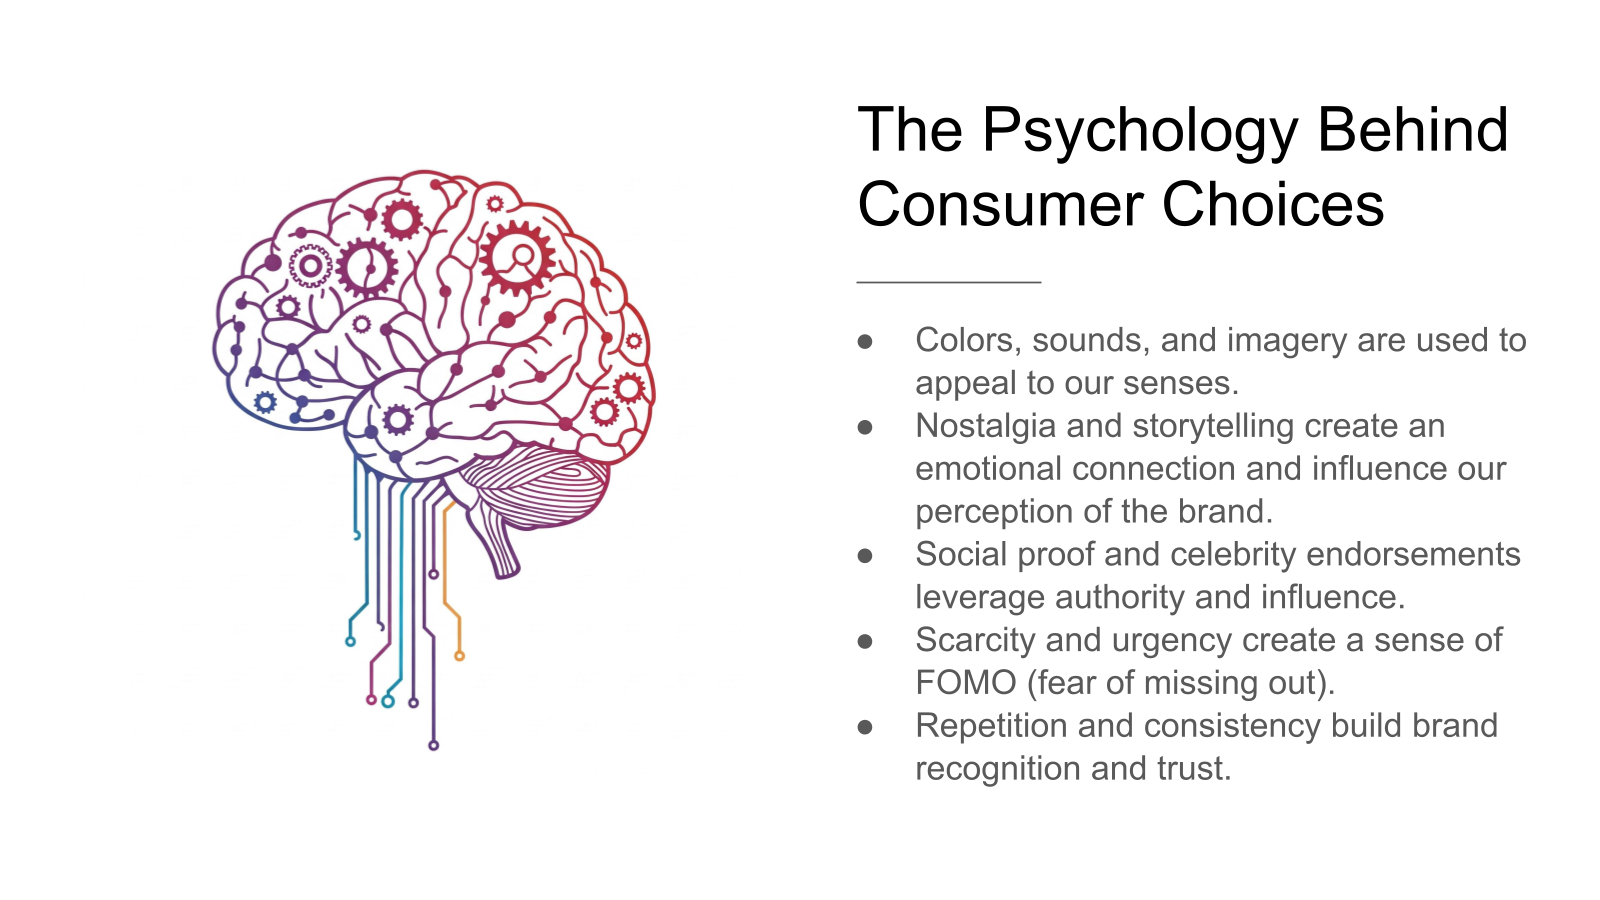 The Psychology Behind
Consumer Choices
● Colors, sounds, and imagery are used to
appeal to our senses.
● Nostalgia and storytelling create an
emotional connection and influence our
perception of the brand.
● Social proof and celebrity endorsements
leverage authority and influence.
● Scarcity and urgency create a sense of
FOMO (fear of missing out).
● Repetition and consistency build brand
recognition and trust.